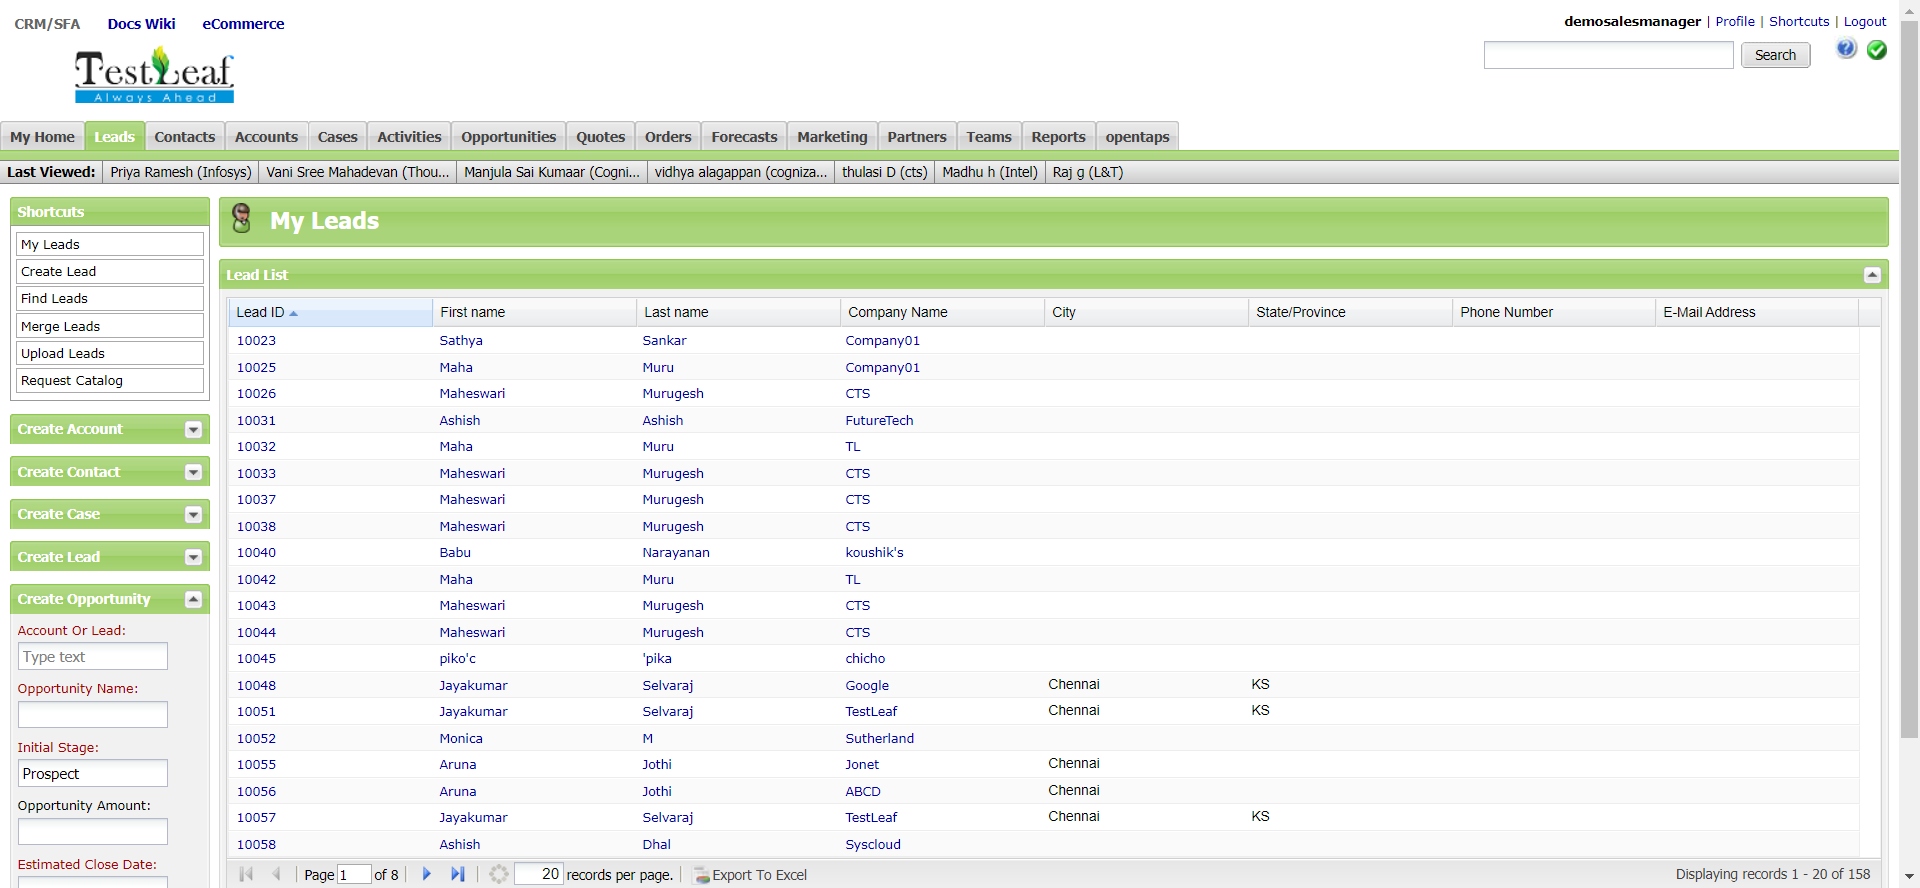 CRM/SFA Docs Wiki eCommerce
demosalesmanager | Profile | Shortcuts | Logout
Search
TestLeaf
Always Ahead
My Home Leads Contacts Accounts Cases Activities Opportunities Quotes Orders Forecasts Marketing Partners Teams Reports opentaps
Last Viewed: Priya Ramesh (Infosys) Vani Sree Mahadevan (Thou... Manjula Sai Kumaar (Cogni... vidhya alagappan (cogniza... thulasi D (cts) Madhu h (Intel) Raj g (L&T)
Shortcuts
My Leads
Create Lead
Find Leads
Merge Leads
Upload Leads
Request Catalog
Create Account
Create Contact
Create Case
Create Lead
Create Opportunity
Account Or Lead:
Type text
Opportunity Name:
Initial Stage:
Prospect
Opportunity Amount:
Estimated Close Date:
My Leads
Lead List
Lead ID First name Last name Company Name City State/Province Phone Number E-Mail Address
10023 Sathya Sankar Company01
10025 Maha Muru Company01
10026 Maheswari Murugesh CTS
10031 Ashish Ashish FutureTech
10032 Maha Muru TL
10033 Maheswari Murugesh CTS
10037 Maheswari Murugesh CTS
10038 Maheswari Murugesh CTS
10040 Babu Narayanan koushik's
10042 Maha Muru TL
10043 Maheswari Murugesh CTS
10044 Maheswari Murugesh CTS
10045 piko'c 'pika chicho
10048 Jayakumar Selvaraj Google Chennai KS
10051 Jayakumar Selvaraj TestLeaf Chennai KS
10052 Monica M Sutherland
10055 Aruna Jothi Jonet Chennai
10056 Aruna Jothi ABCD Chennai
10057 Jayakumar Selvaraj TestLeaf Chennai KS
10058 Ashish Dhal Syscloud
Page 1 of 8 20 records per page. Export To Excel Displaying records 1 - 20 of 158